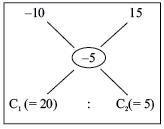 –10 15
–5
C₁(= 20) : C₂(= 5)